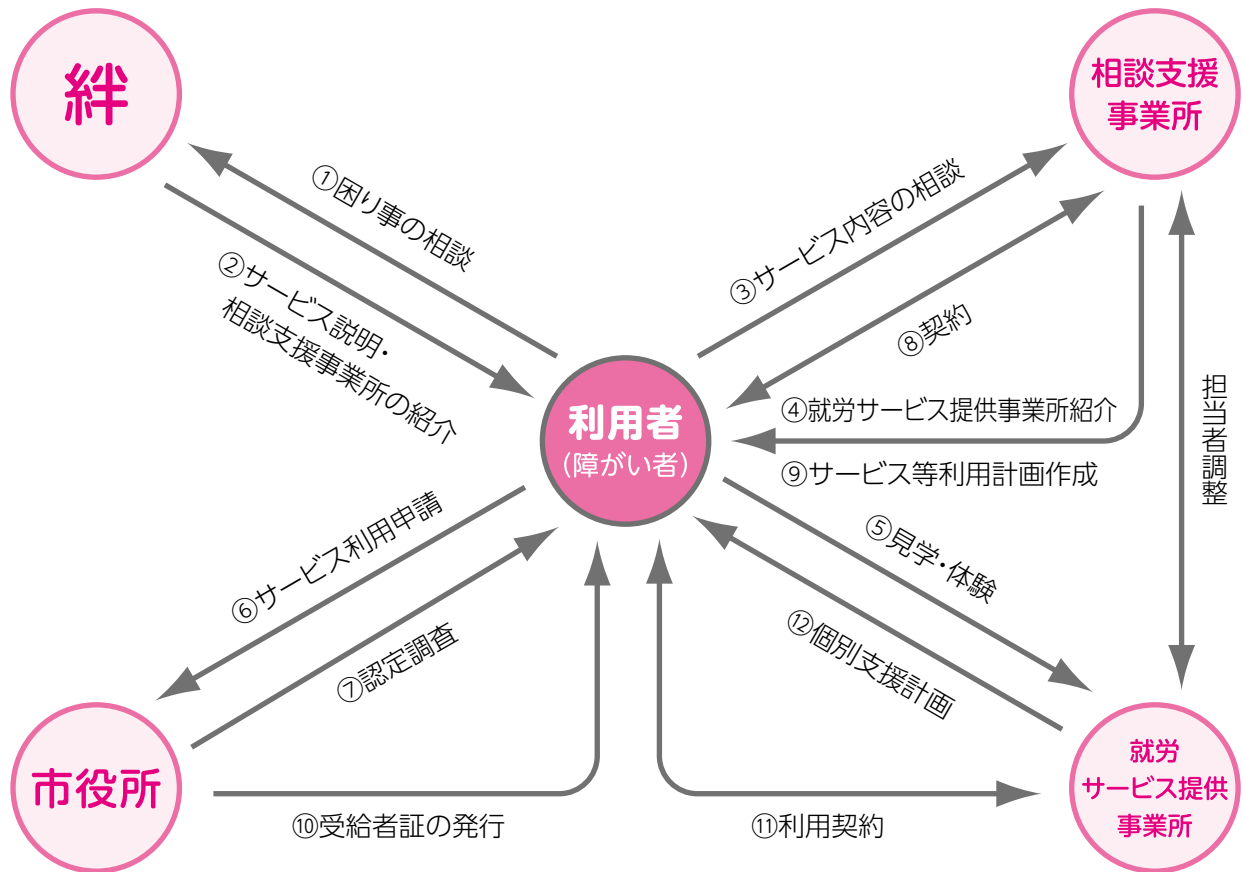 絆
相談支援
事業所
①困り事の相談
②サービス説明・
相談支援事業所の紹介
③サービス内容の相談
⑧契約
④就労サービス提供事業所紹介
⑨サービス等利用計画作成
担当者調整
利用者
(障がい者)
⑥サービス利用申請
⑦認定調査
⑤見学・体験
⑫個別支援計画
市役所
⑩受給者証の発行
⑪利用契約
就労
サービス提供
事業所